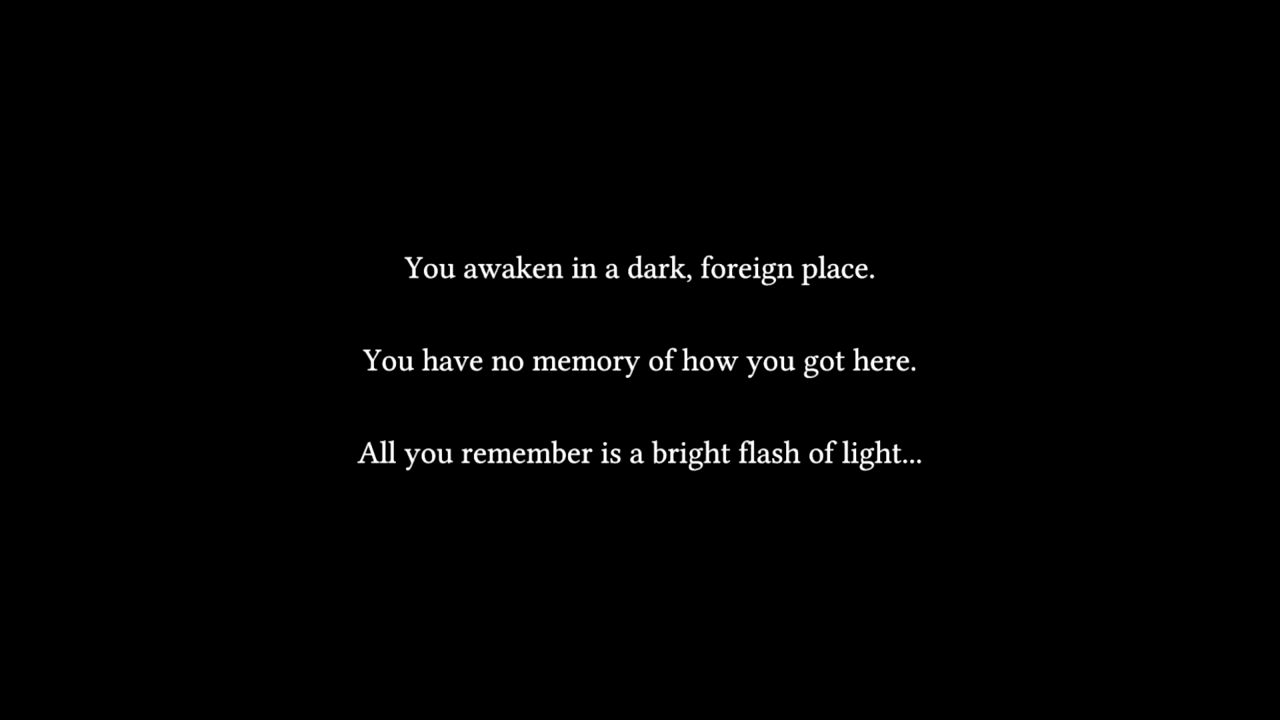 You awaken in a dark, foreign place.
You have no memory of how you got here.
All you remember is a bright flash of light...